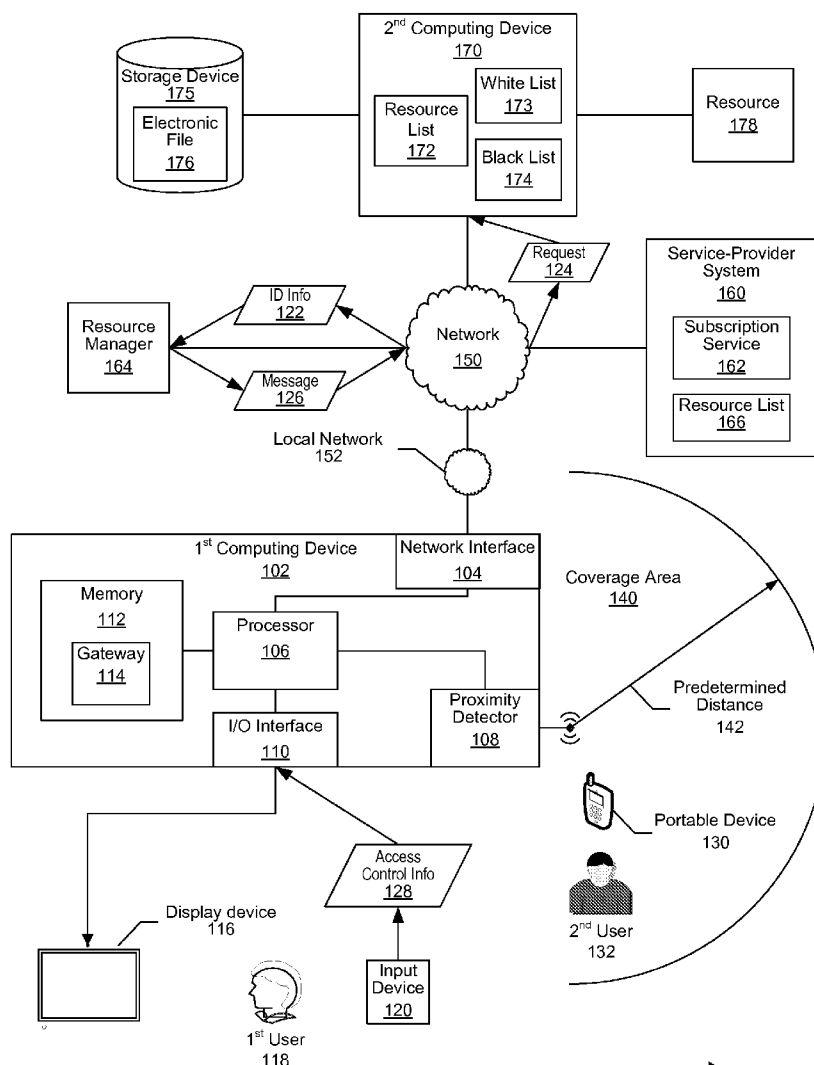 2nd Computing Device
170
Storage Device
175
Electronic
File
176
Resource
List
172
White List
173
Black List
174
Resource
178
Request
124
Service-Provider
System
160
Subscription
Service
162
Resource List
166
ID Info
122
Resource
Manager
164
Message
126
Network
150
Local Network
152
1st Computing Device
102
Network Interface
104
Memory
112
Gateway
114
Processor
106
I/O Interface
110
Proximity
Detector
108
Coverage Area
140
Predetermined
Distance
142
Portable Device
130
2nd User
132
Access
Control Info
128
Display device
116
Input
Device
120
1st User
118